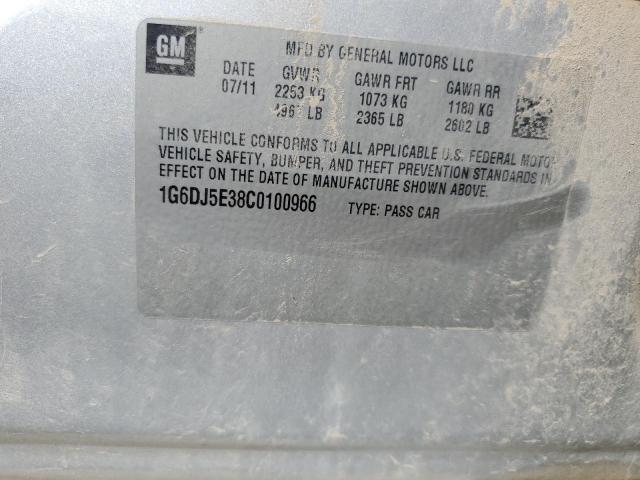 GM
MFD BY GENERAL MOTORS LLC
DATE GVWR GAWR FRT GAWR RR
07/11 2253 KG 1073 KG 1180 KG
4967 LB 2365 LB 2602 LB
THIS VEHICLE CONFORMS TO ALL APPLICABLE U.S. FEDERAL MOTOR
VEHICLE SAFETY, BUMPER, AND THEFT PREVENTION STANDARDS IN
EFFECT ON THE DATE OF MANUFACTURE SHOWN ABOVE.
1G6DJ5E38C0100966 TYPE: PASS CAR